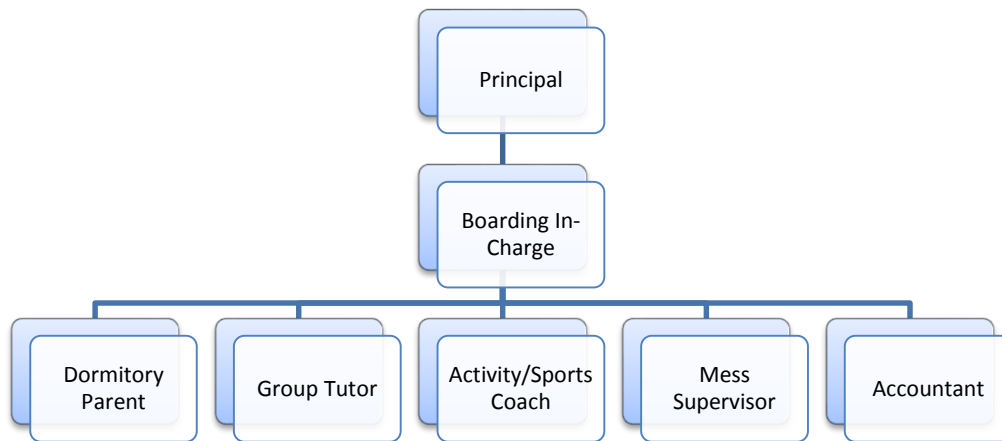 Principal
Boarding In-
Charge
Dormitory
Parent
Group Tutor
Activity/Sports
Coach
Mess
Supervisor
Accountant